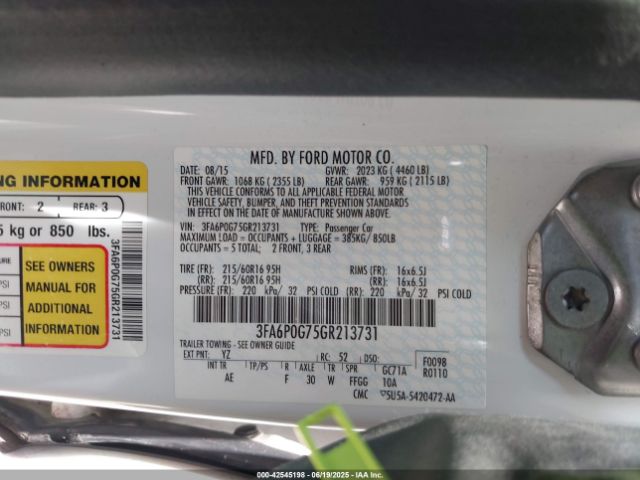 NG INFORMATION
FRONT: 2 REAR: 3
5 kg or 850 lbs.
SEE OWNERS
MANUAL FOR
ADDITIONAL
INFORMATION
3FA6P0G75GR213731
MFD. BY FORD MOTOR CO.
DATE: 08/15 GVWR: 2023 KG ( 4460 LB)
FRONT GAWR: 1068 KG ( 2355 LB) REAR GAWR: 959 KG ( 2115 LB)
THIS VEHICLE CONFORMS TO ALL APPLICABLE FEDERAL MOTOR
VEHICLE SAFETY, BUMPER, AND THEFT PREVENTION STANDARDS
IN EFFECT ON THE DATE OF MANUFACTURE SHOWN ABOVE.
VIN: 3FA6P0G75GR213731 TYPE: Passenger Car
MAXIMUM LOAD = OCCUPANTS + LUGGAGE = 385KG/850LB
OCCUPANTS = 5 TOTAL: 2 FRONT, 3 REAR
TIRE (FR): 215/60R16 95H RIMS (FR): 16x6.5J
(RR): 215/60R16 95H (RR): 16x6.5J
PRESSURE (FR): 220 kPa/ 32 PSI COLD (RR): 220 kPa/ 32 PSI COLD
3FA6P0G75GR213731
TRAILER TOWING - SEE OWNER GUIDE
EXT PNT: YZ RC: 52 DSO: F0098
INT TR TP/PS R AXLE TR SPR GC71A R0110
AE F 30 W FFGG 10A
CMC 5U5A-5420472-AA
000-42545198 - 06/19/2025 - IAAI.com